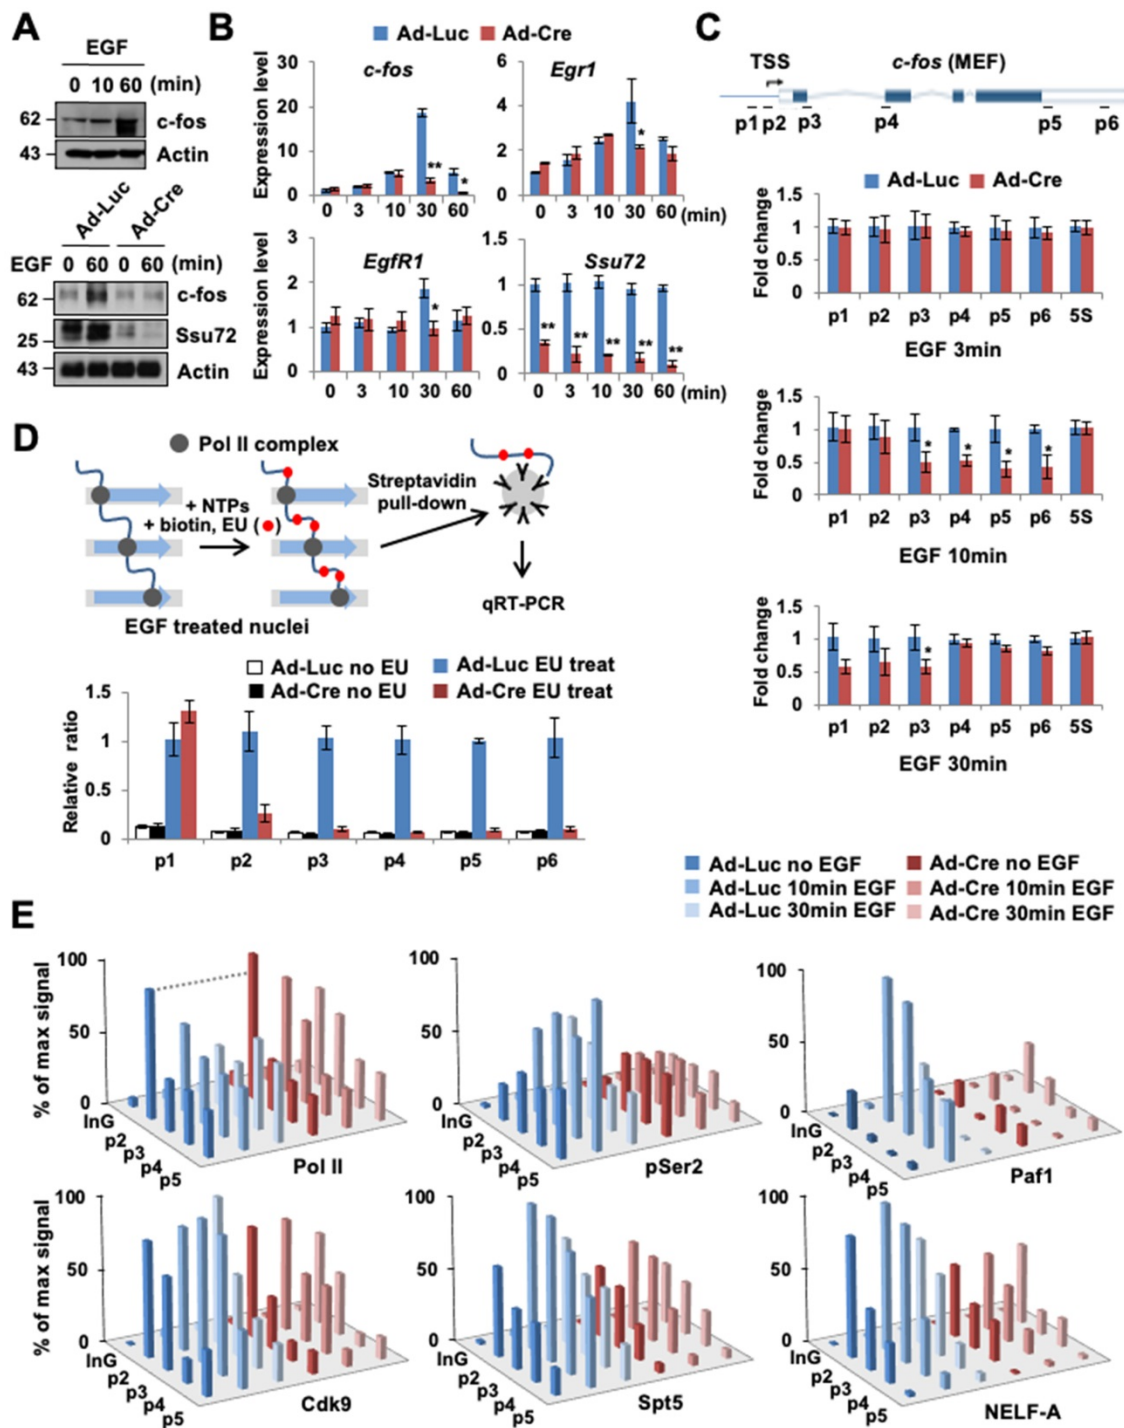 A
EGF
0 10 60 (min)
62
c-fos
43
Actin
Ad-Luc
Ad-Cre
EGF 0 60 0 60 (min)
62
c-fos
25
Ssu72
43
Actin
B
Ad-Luc Ad-Cre
Expression level
30
20
10
0
c-fos
**
*
0 3 10 30 60
6
4
2
0
Egr1
*
0 3 10 30 60 (min)
Expression level
3
2
1
0
EgfR1
*
0 3 10 30 60
1.5
1
0.5
0
Ssu72
** ** ** ** **
0 3 10 30 60 (min)
C
TSS
c-fos (MEF)
p1 p2 p3 p4 p5 p6
Ad-Luc Ad-Cre
Fold change
1.5
1
0.5
0
p1 p2 p3 p4 p5 p6 5S
EGF 3min
Fold change
1.5
1
0.5
0
* * * *
p1 p2 p3 p4 p5 p6 5S
EGF 10min
Fold change
1.5
1
0.5
0
*
p1 p2 p3 p4 p5 p6 5S
EGF 30min
D
Pol II complex
+ NTPs
+ biotin, EU ( )
Streptavidin
pull-down
qRT-PCR
EGF treated nuclei
Ad-Luc no EU Ad-Luc EU treat
Ad-Cre no EU Ad-Cre EU treat
Relative ratio
1.5
1
0.5
0
p1 p2 p3 p4 p5 p6
Ad-Luc no EGF Ad-Cre no EGF
Ad-Luc 10min EGF Ad-Cre 10min EGF
Ad-Luc 30min EGF Ad-Cre 30min EGF
E
% of max signal
100
50
0
InG
p2
p3
p4
p5
Pol II
100
50
0
InG
p2
p3
p4
p5
pSer2
100
50
0
InG
p2
p3
p4
p5
Paf1
% of max signal
100
50
0
InG
p2
p3
p4
p5
Cdk9
100
50
0
InG
p2
p3
p4
p5
Spt5
100
50
0
InG
p2
p3
p4
p5
NELF-A